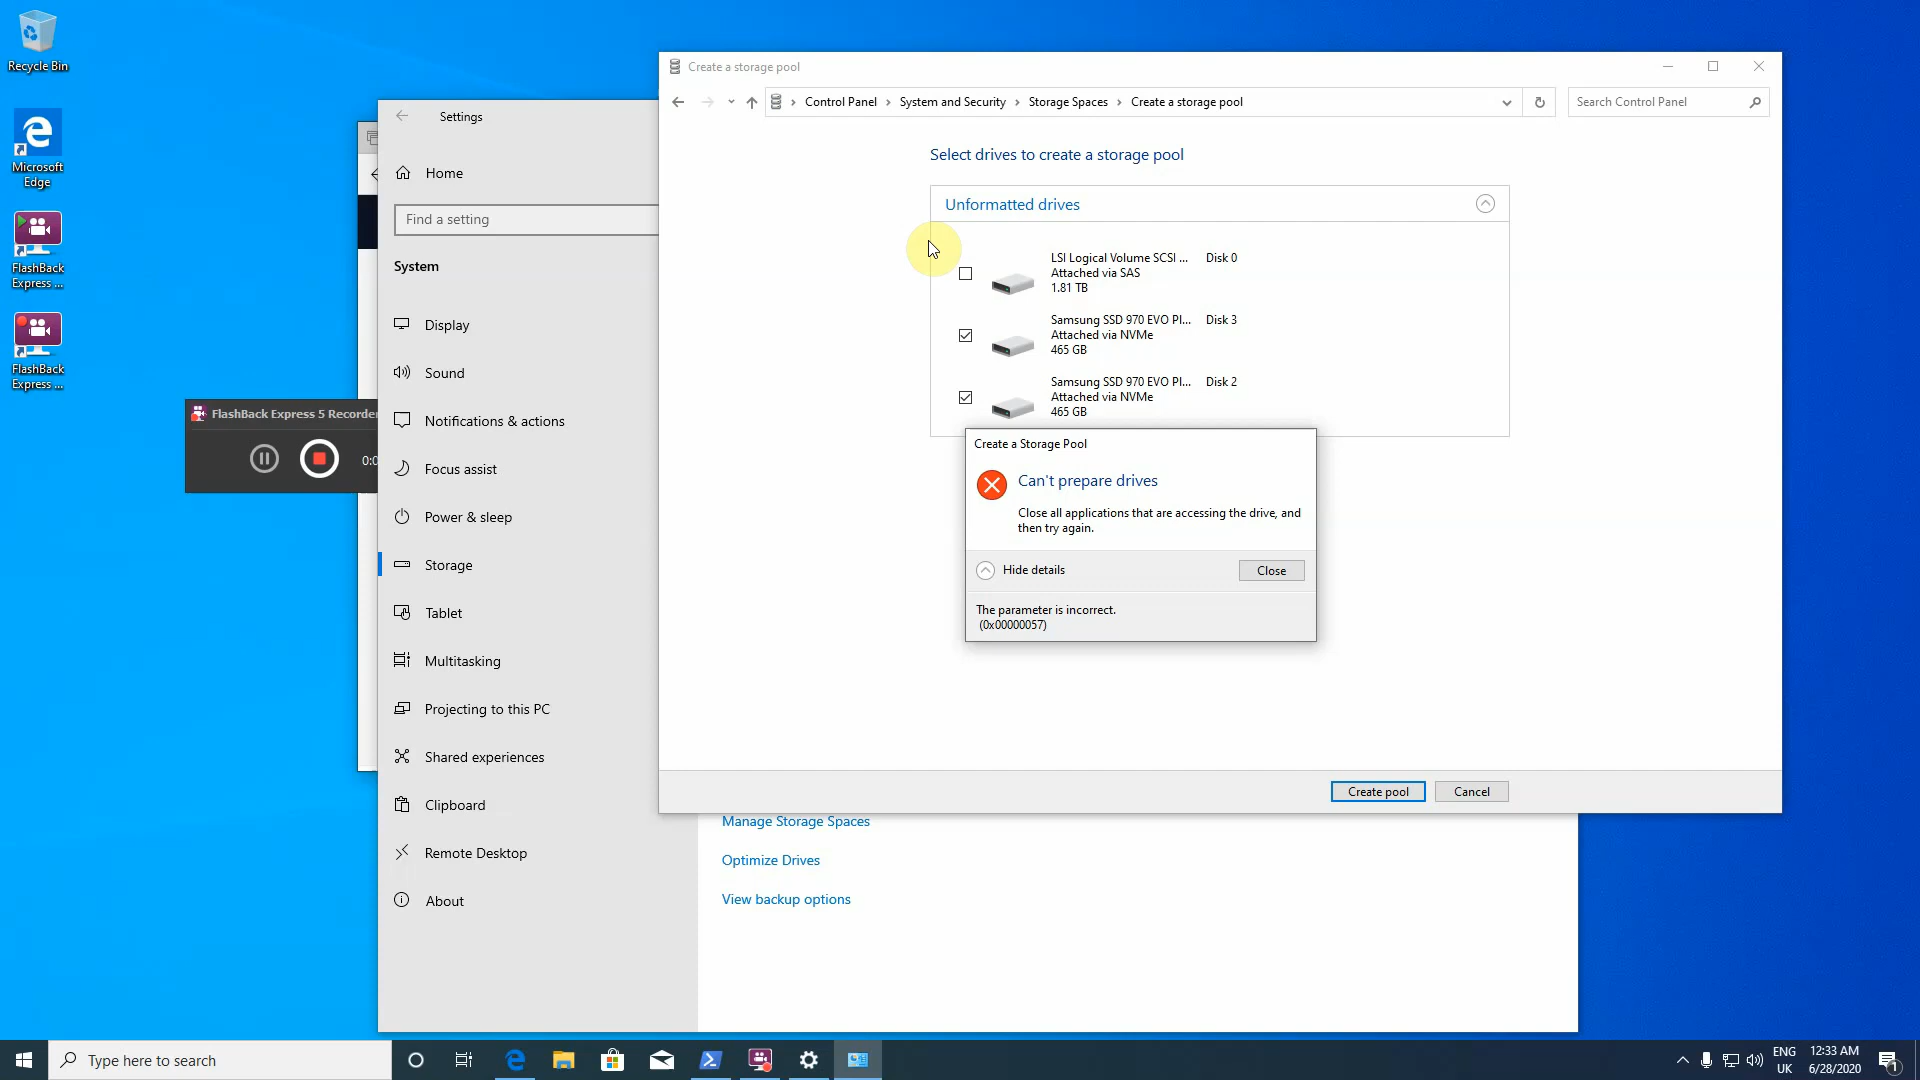 Recycle Bin
Microsoft
Edge
FlashBack
Express ...
FlashBack
Express ...
FlashBack Express 5 Recorder
0:0
Settings
Home
Find a setting
System
Display
Sound
Notifications & actions
Focus assist
Power & sleep
Storage
Tablet
Multitasking
Projecting to this PC
Shared experiences
Clipboard
Remote Desktop
About
Create a storage pool
Control Panel › System and Security › Storage Spaces › Create a storage pool
Search Control Panel
Select drives to create a storage pool
Unformatted drives
LSI Logical Volume SCSI ... Disk 0
Attached via SAS
1.81 TB
Samsung SSD 970 EVO Pl... Disk 3
Attached via NVMe
465 GB
Samsung SSD 970 EVO Pl... Disk 2
Attached via NVMe
465 GB
Create a Storage Pool
Can't prepare drives
Close all applications that are accessing the drive, and
then try again.
Hide details
Close
The parameter is incorrect.
(0x00000057)
Create pool
Cancel
Manage Storage Spaces
Optimize Drives
View backup options
Type here to search
ENG
UK
12:33 AM
6/28/2020
1